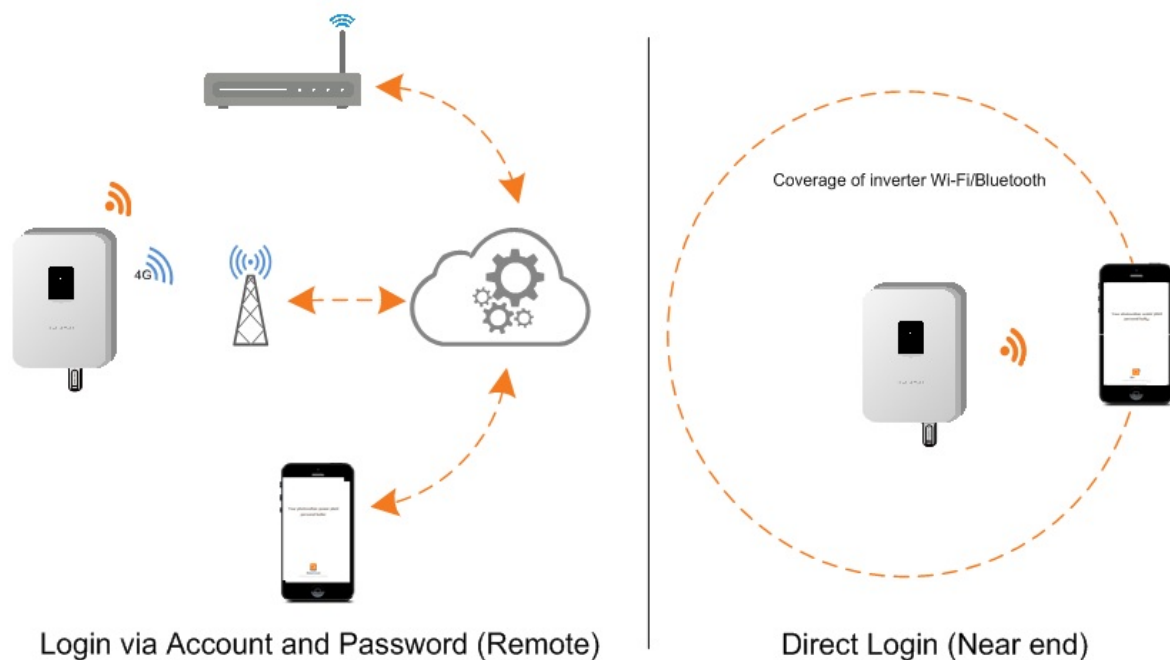 4G
Login via Account and Password (Remote)
Coverage of inverter Wi-Fi/Bluetooth
Direct Login (Near end)